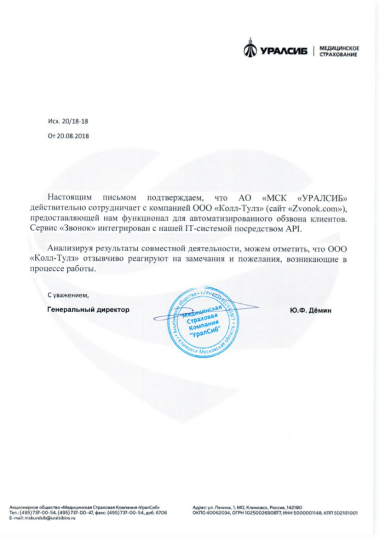 УРАЛСИБ | МЕДИЦИНСКОЕ
СТРАХОВАНИЕ
Исх. 20/18-18
От 20.08.2018
Настоящим письмом подтверждаем, что АО «МСК «УРАЛСИБ»
действительно сотрудничает с компанией ООО «Колл-Тулз» (сайт «Zvonok.com»),
предоставляющей нам функционал для автоматизированного обзвона клиентов.
Сервис «Звонок» интегрирован с нашей IT-системой посредством API.
Анализируя результаты совместной деятельности, можем отметить, что ООО
«Колл-Тулз» отзывчиво реагируют на замечания и пожелания, возникающие в
процессе работы.
С уважением,
Генеральный директор
Ю.Ф. Дёмин
Медицинская
Страховая
Компания
"УралСиб"
Акционерное общество «Медицинская Страховая Компания «УралСиб»
Тел.: (495) 737-00-54, (495) 737-00-47, факс: (495) 737-00-54, доб. 6706
E-mail: mskuralsib@uralsibins.ru
Адрес: ул. Ленина, 1, МО, Климовск, Россия, 142180
ОКПО 40062034, ОГРН 1025002690877, ИНН 5000001148, КПП 502101001